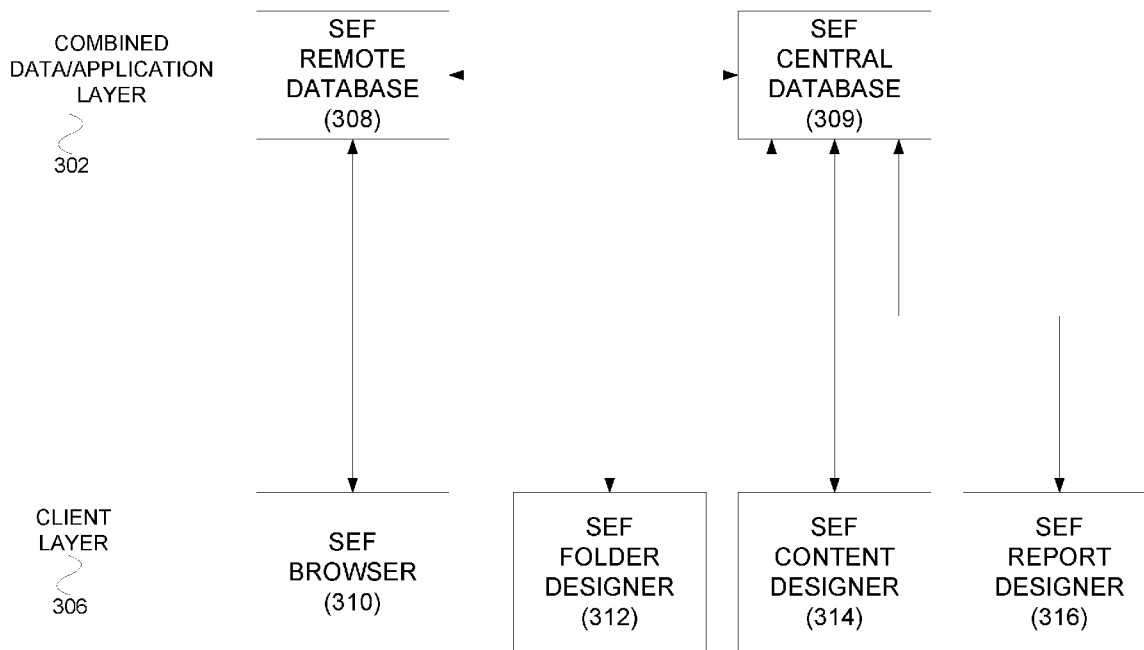 COMBINED
DATA/APPLICATION
LAYER
302
SEF
REMOTE
DATABASE
(308)
SEF
CENTRAL
DATABASE
(309)
CLIENT
LAYER
306
SEF
BROWSER
(310)
SEF
FOLDER
DESIGNER
(312)
SEF
CONTENT
DESIGNER
(314)
SEF
REPORT
DESIGNER
(316)